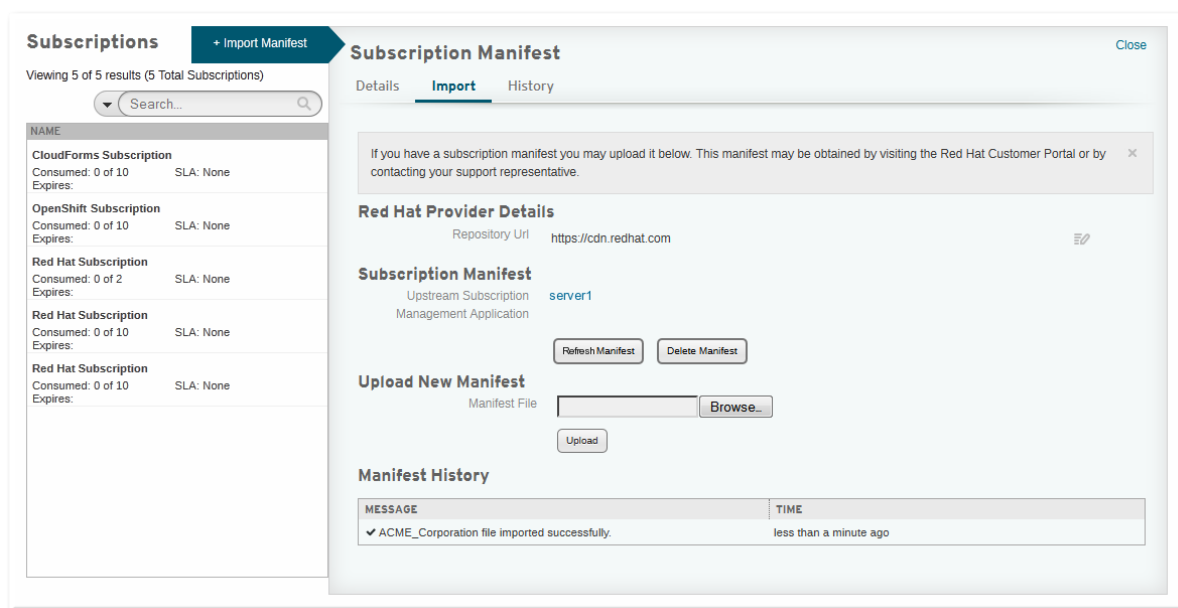 Subscriptions
+ Import Manifest
Viewing 5 of 5 results (5 Total Subscriptions)
Search...
NAME
CloudForms Subscription
Consumed: 0 of 10 SLA: None
Expires:
OpenShift Subscription
Consumed: 0 of 10 SLA: None
Expires:
Red Hat Subscription
Consumed: 0 of 2 SLA: None
Expires:
Red Hat Subscription
Consumed: 0 of 10 SLA: None
Expires:
Red Hat Subscription
Consumed: 0 of 10 SLA: None
Expires:
Subscription Manifest
Close
Details Import History
If you have a subscription manifest you may upload it below. This manifest may be obtained by visiting the Red Hat Customer Portal or by
contacting your support representative.
Red Hat Provider Details
Repository Url https://cdn.redhat.com
Subscription Manifest
Upstream Subscription server1
Management Application
Refresh Manifest Delete Manifest
Upload New Manifest
Manifest File Browse...
Upload
Manifest History
MESSAGE TIME
✔ ACME_Corporation file imported successfully. less than a minute ago